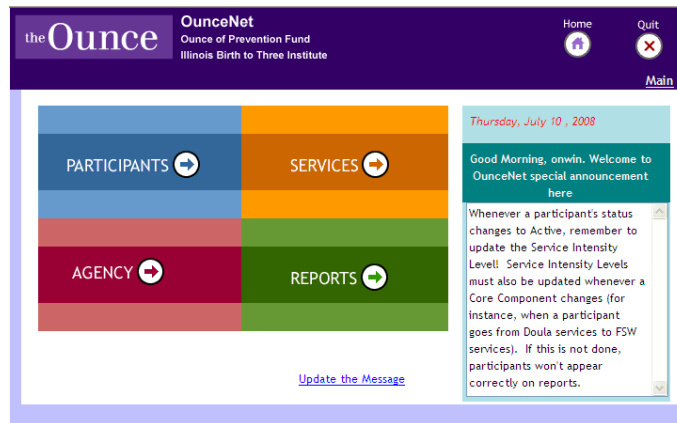 the Ounce
OunceNet
Ounce of Prevention Fund
Illinois Birth to Three Institute
Home
Quit
Main
PARTICIPANTS
SERVICES
AGENCY
REPORTS
Update the Message
Thursday, July 10 , 2008
Good Morning, onwin. Welcome to
OunceNet special announcement
here
Whenever a participant's status
changes to Active, remember to
update the Service Intensity
Level! Service Intensity Levels
must also be updated whenever a
Core Component changes (for
instance, when a participant
goes from Doula services to FSW
services). If this is not done,
participants won't appear
correctly on reports.